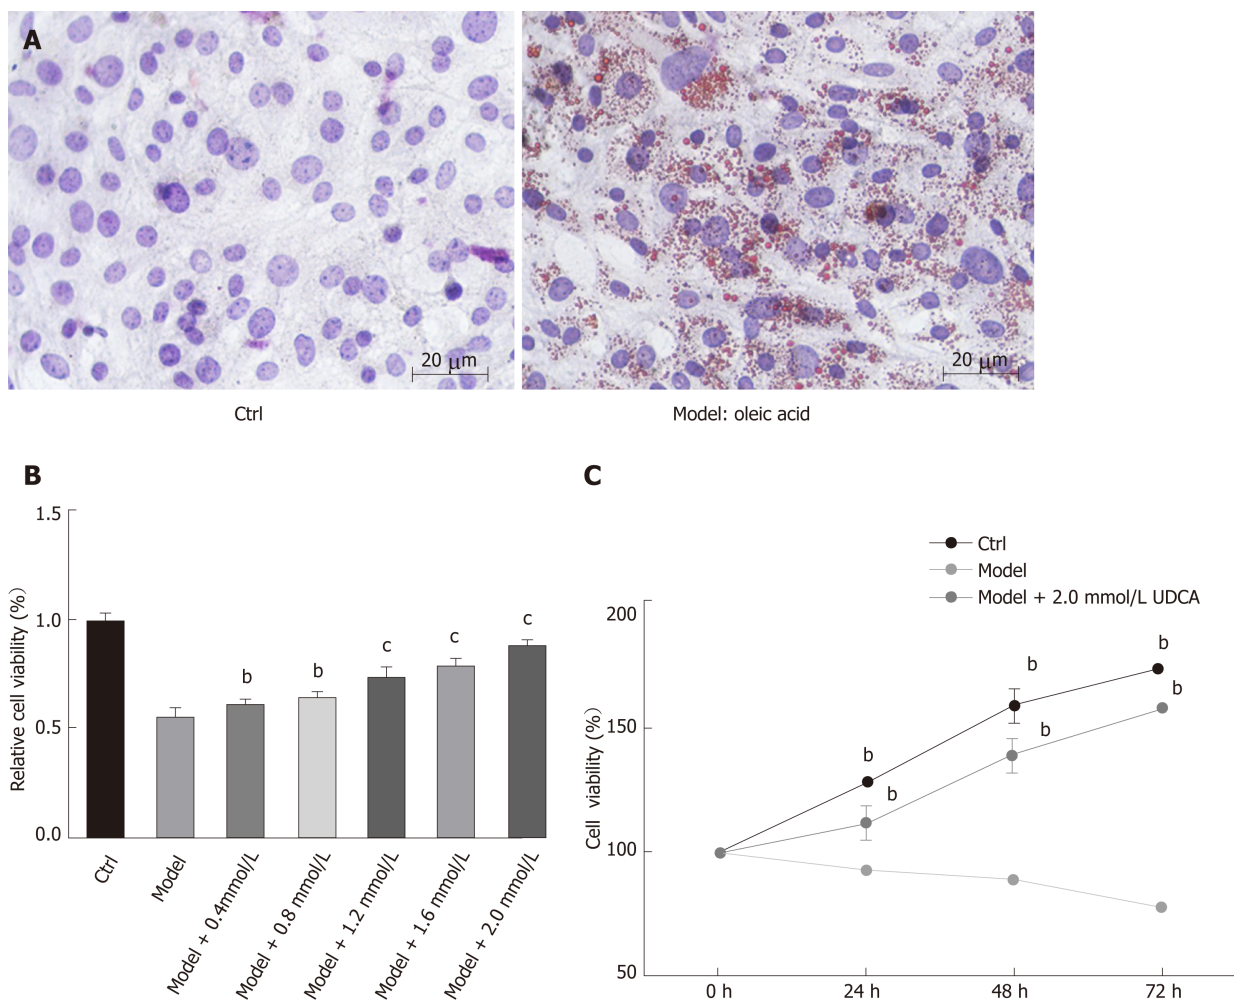 A
20 μm
20 μm
Ctrl
Model: oleic acid
B
Relative cell viability (%)
1.5
1.0
0.5
0.0
b
b
c
c
c
Ctrl
Model
Model + 0.4mmol/L
Model + 0.8 mmol/L
Model + 1.2 mmol/L
Model + 1.6 mmol/L
Model + 2.0 mmol/L
C
Ctrl
Model
Model + 2.0 mmol/L UDCA
Cell viability (%)
200
150
100
50
b
b
b
b
b
b
0 h
24 h
48 h
72 h